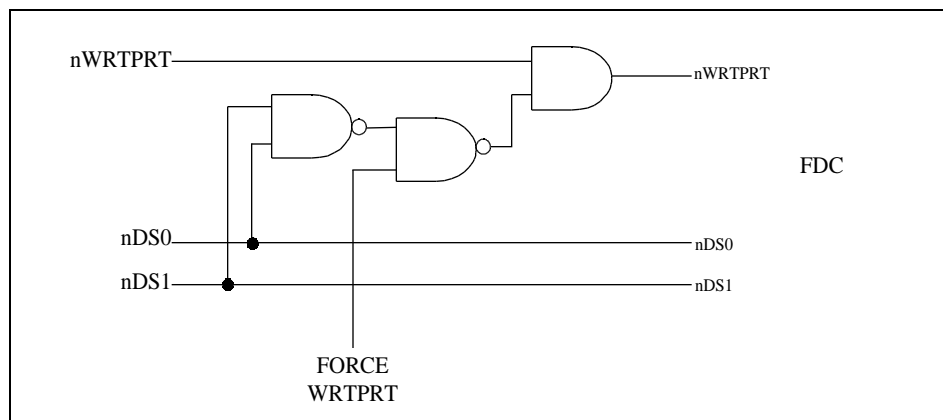 nWRTPRT
nWRTPRT
FDC
nDS0
nDS0
nDS1
nDS1
FORCE
WRTPRT